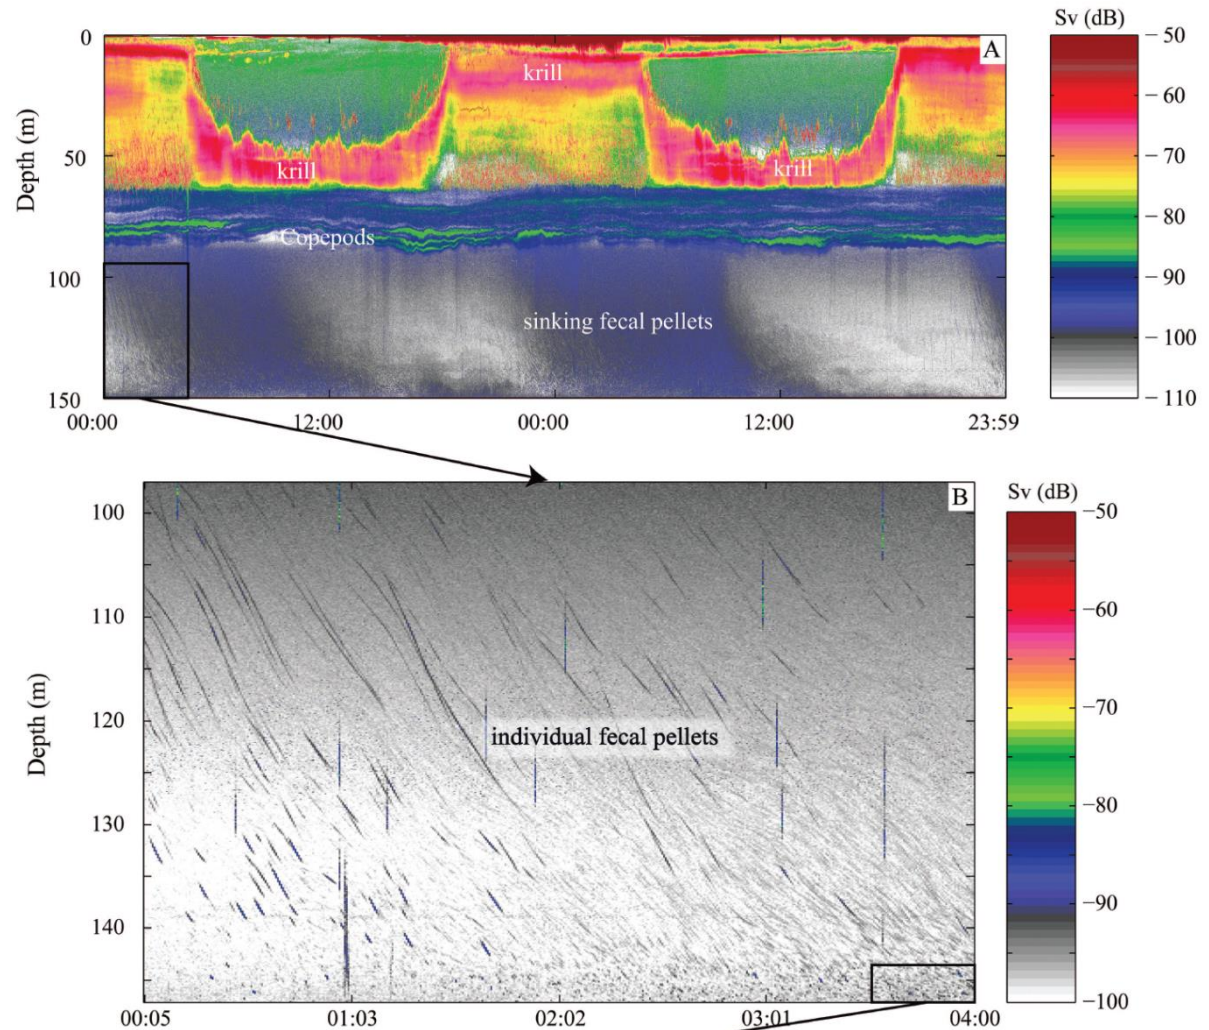 Sv (dB)
A
0
50
100
150
Depth (m)
krill
krill
krill
Copepods
sinking fecal pellets
00:00
12:00
00:00
12:00
23:59
−50
−60
−70
−80
−90
−100
−110
B
Sv (dB)
100
110
120
130
140
Depth (m)
individual fecal pellets
00:05
01:03
02:02
03:01
04:00
−50
−60
−70
−80
−90
−100